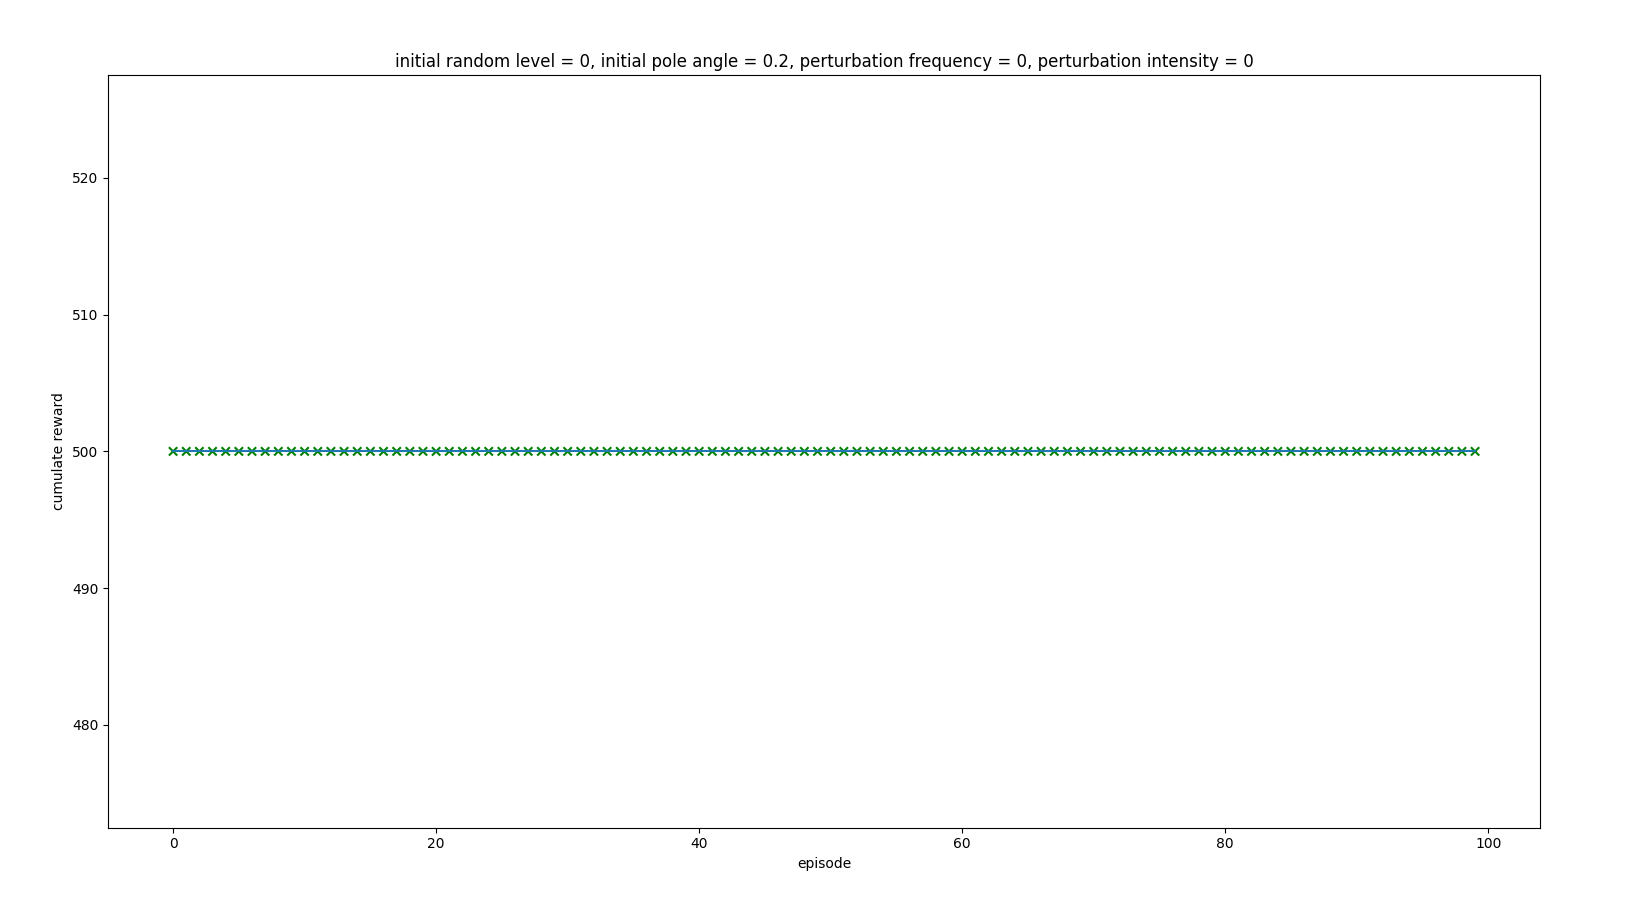 initial random level = 0, initial pole angle = 0.2, perturbation frequency = 0, perturbation intensity = 0
520
510
500
490
480
cumulate reward
0 20 40 60 80 100
episode